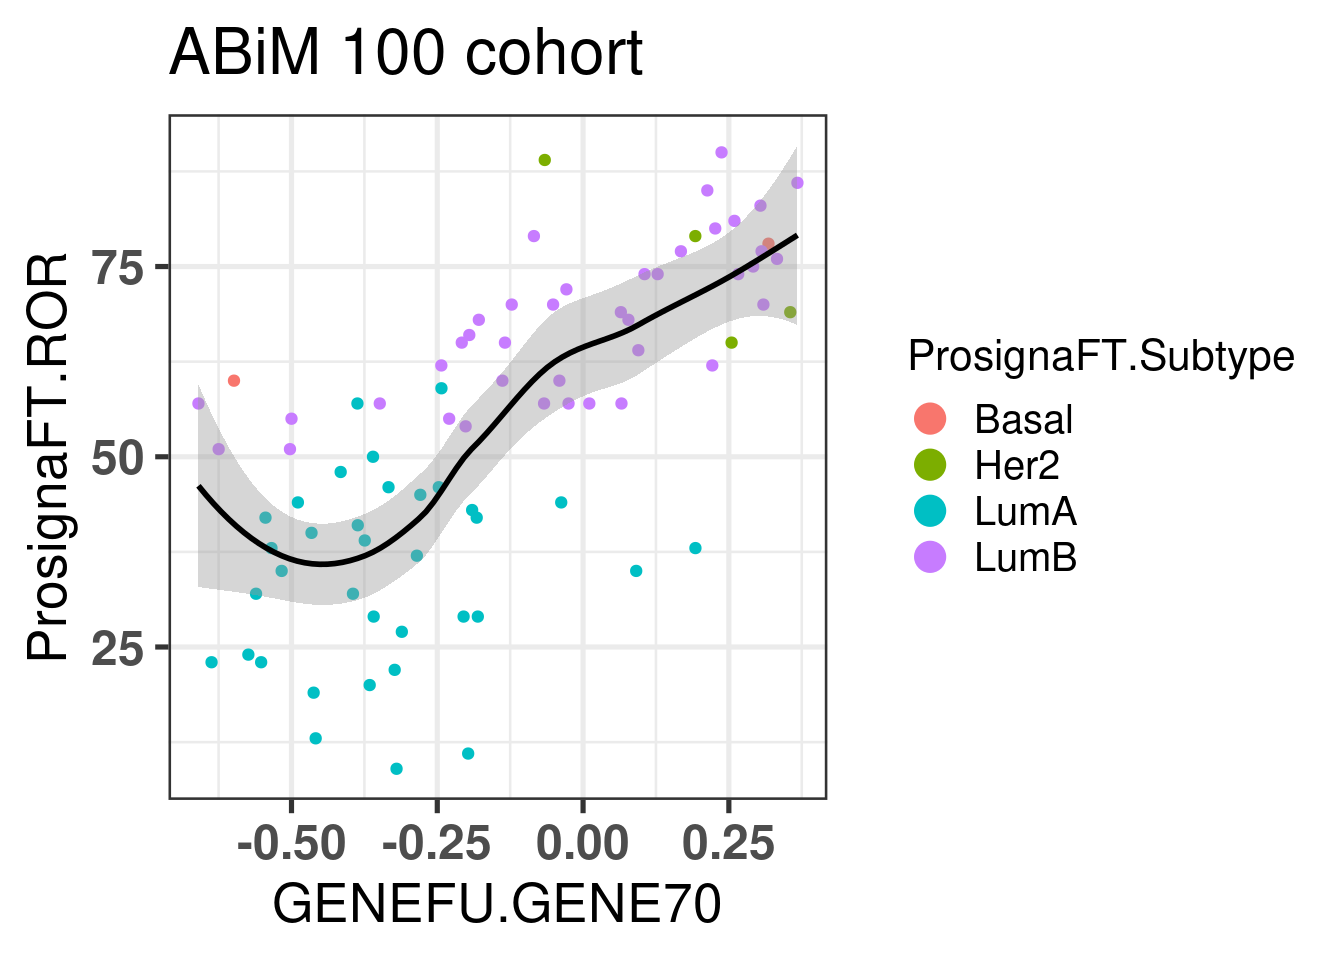 ABiM 100 cohort
ProsignaFT.ROR
75
50
25
-0.50 -0.25 0.00 0.25
GENEFU.GENE70
ProsignaFT.Subtype
Basal
Her2
LumA
LumB